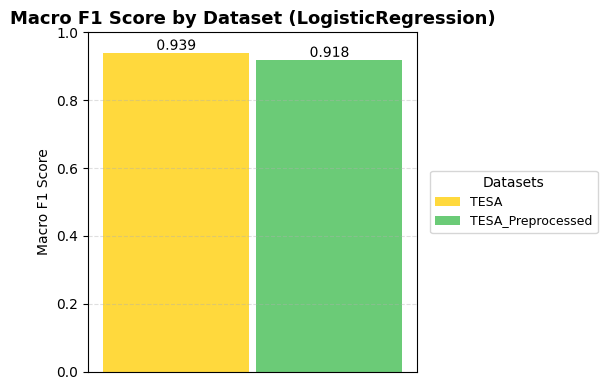 Macro F1 Score by Dataset (LogisticRegression)
1.0
0.8
0.6
0.4
0.2
0.0
Macro F1 Score
0.939
0.918
Datasets
TESA
TESA_Preprocessed